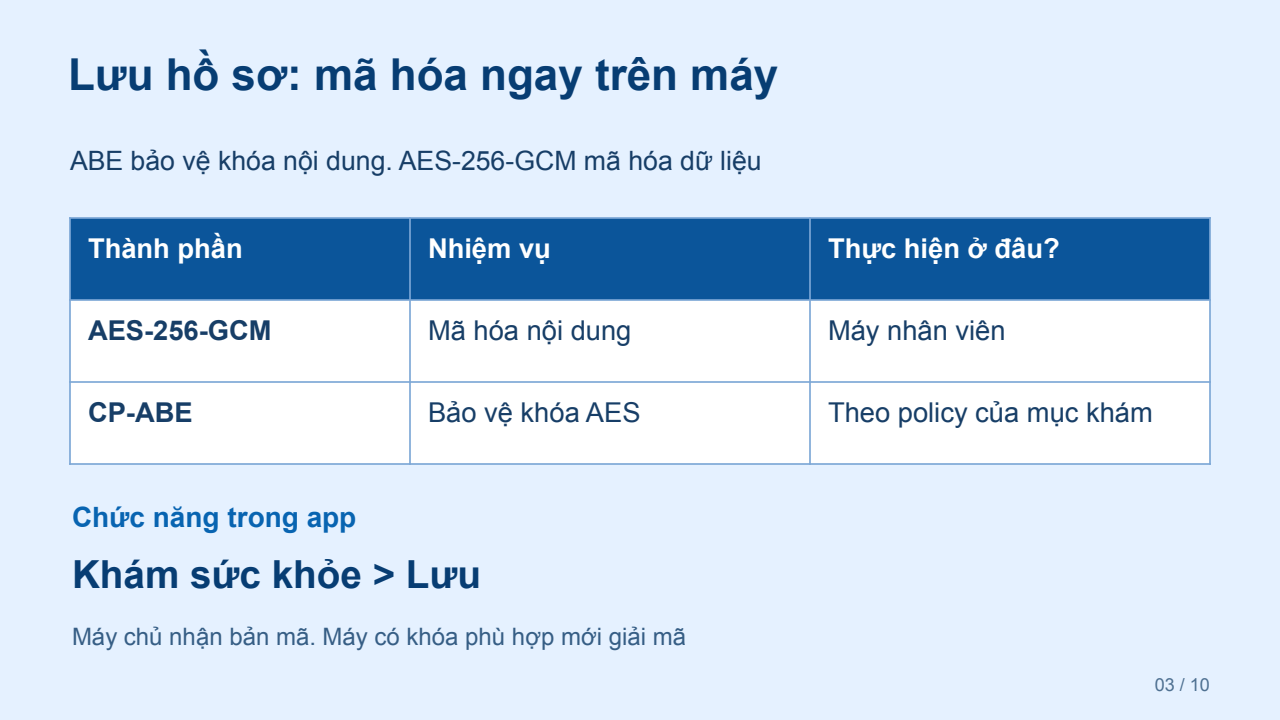 Lưu hồ sơ: mã hóa ngay trên máy
ABE bảo vệ khóa nội dung. AES-256-GCM mã hóa dữ liệu
Thành phần Nhiệm vụ Thực hiện ở đâu?
AES-256-GCM Mã hóa nội dung Máy nhân viên
CP-ABE Bảo vệ khóa AES Theo policy của mục khám
Chức năng trong app
Khám sức khỏe > Lưu
Máy chủ nhận bản mã. Máy có khóa phù hợp mới giải mã
03 / 10